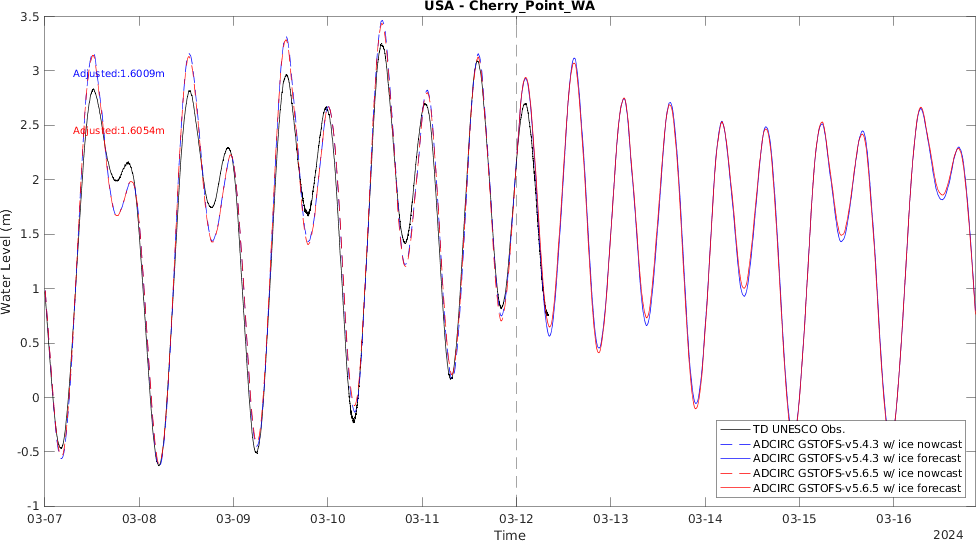 USA - Cherry_Point_WA
3.5
3
2.5
2
1.5
1
0.5
0
-0.5
-1
Water Level (m)
Adjusted:1.6009m
Adjusted:1.6054m
TD UNESCO Obs.
ADCIRC GSTOFS-v5.4.3 w/ ice nowcast
ADCIRC GSTOFS-v5.4.3 w/ ice forecast
ADCIRC GSTOFS-v5.6.5 w/ ice nowcast
ADCIRC GSTOFS-v5.6.5 w/ ice forecast
03-07 03-08 03-09 03-10 03-11 03-12 03-13 03-14 03-15 03-16
Time
2024